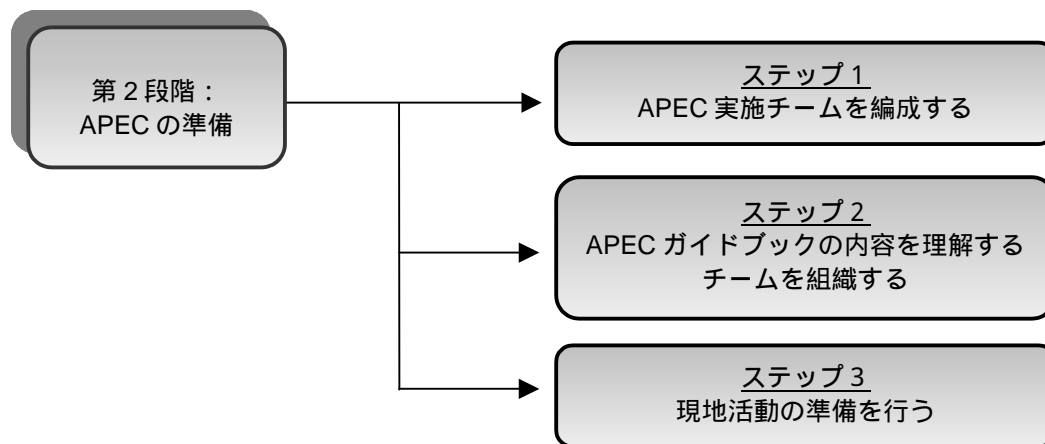 第2段階：
APEC の準備
ステップ 1
APEC 実施チームを編成する
ステップ 2
APEC ガイドブックの内容を理解する
チームを組織する
ステップ 3
現地活動の準備を行う